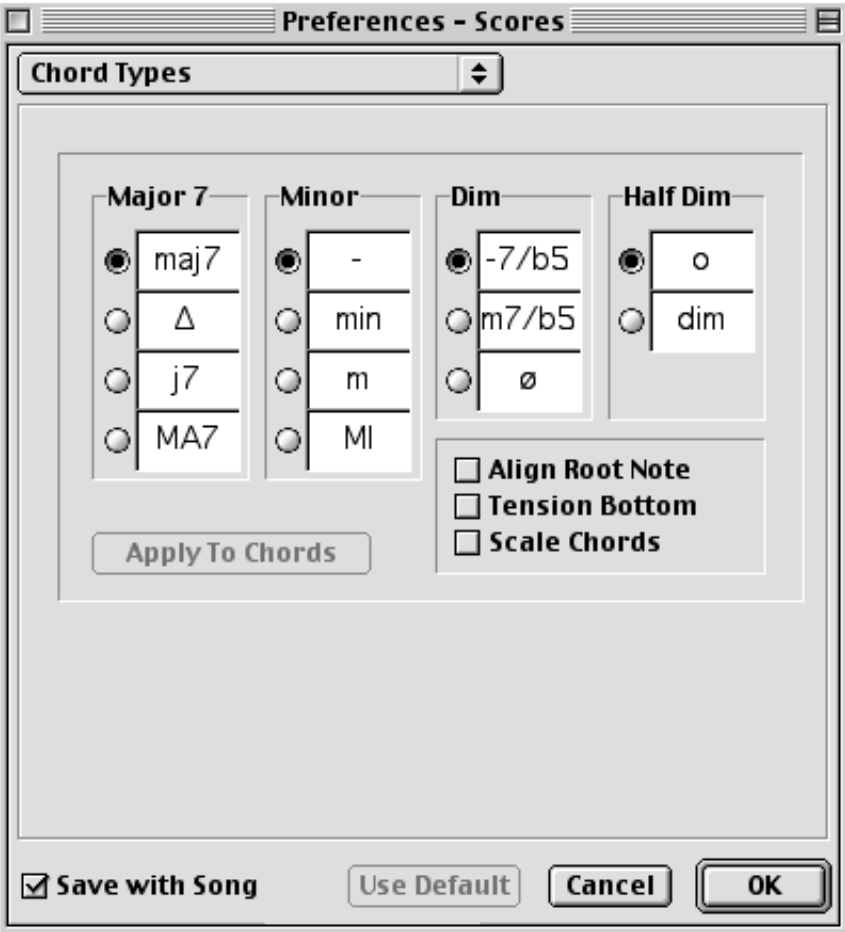 Preferences - Scores
Chord Types
Major 7
maj7
Δ
j7
MA7
Minor
-
min
m
MI
Dim
-7/b5
m7/b5
ø
Half Dim
o
dim
Align Root Note
Tension Bottom
Scale Chords
Apply To Chords
Save with Song
Use Default
Cancel
OK